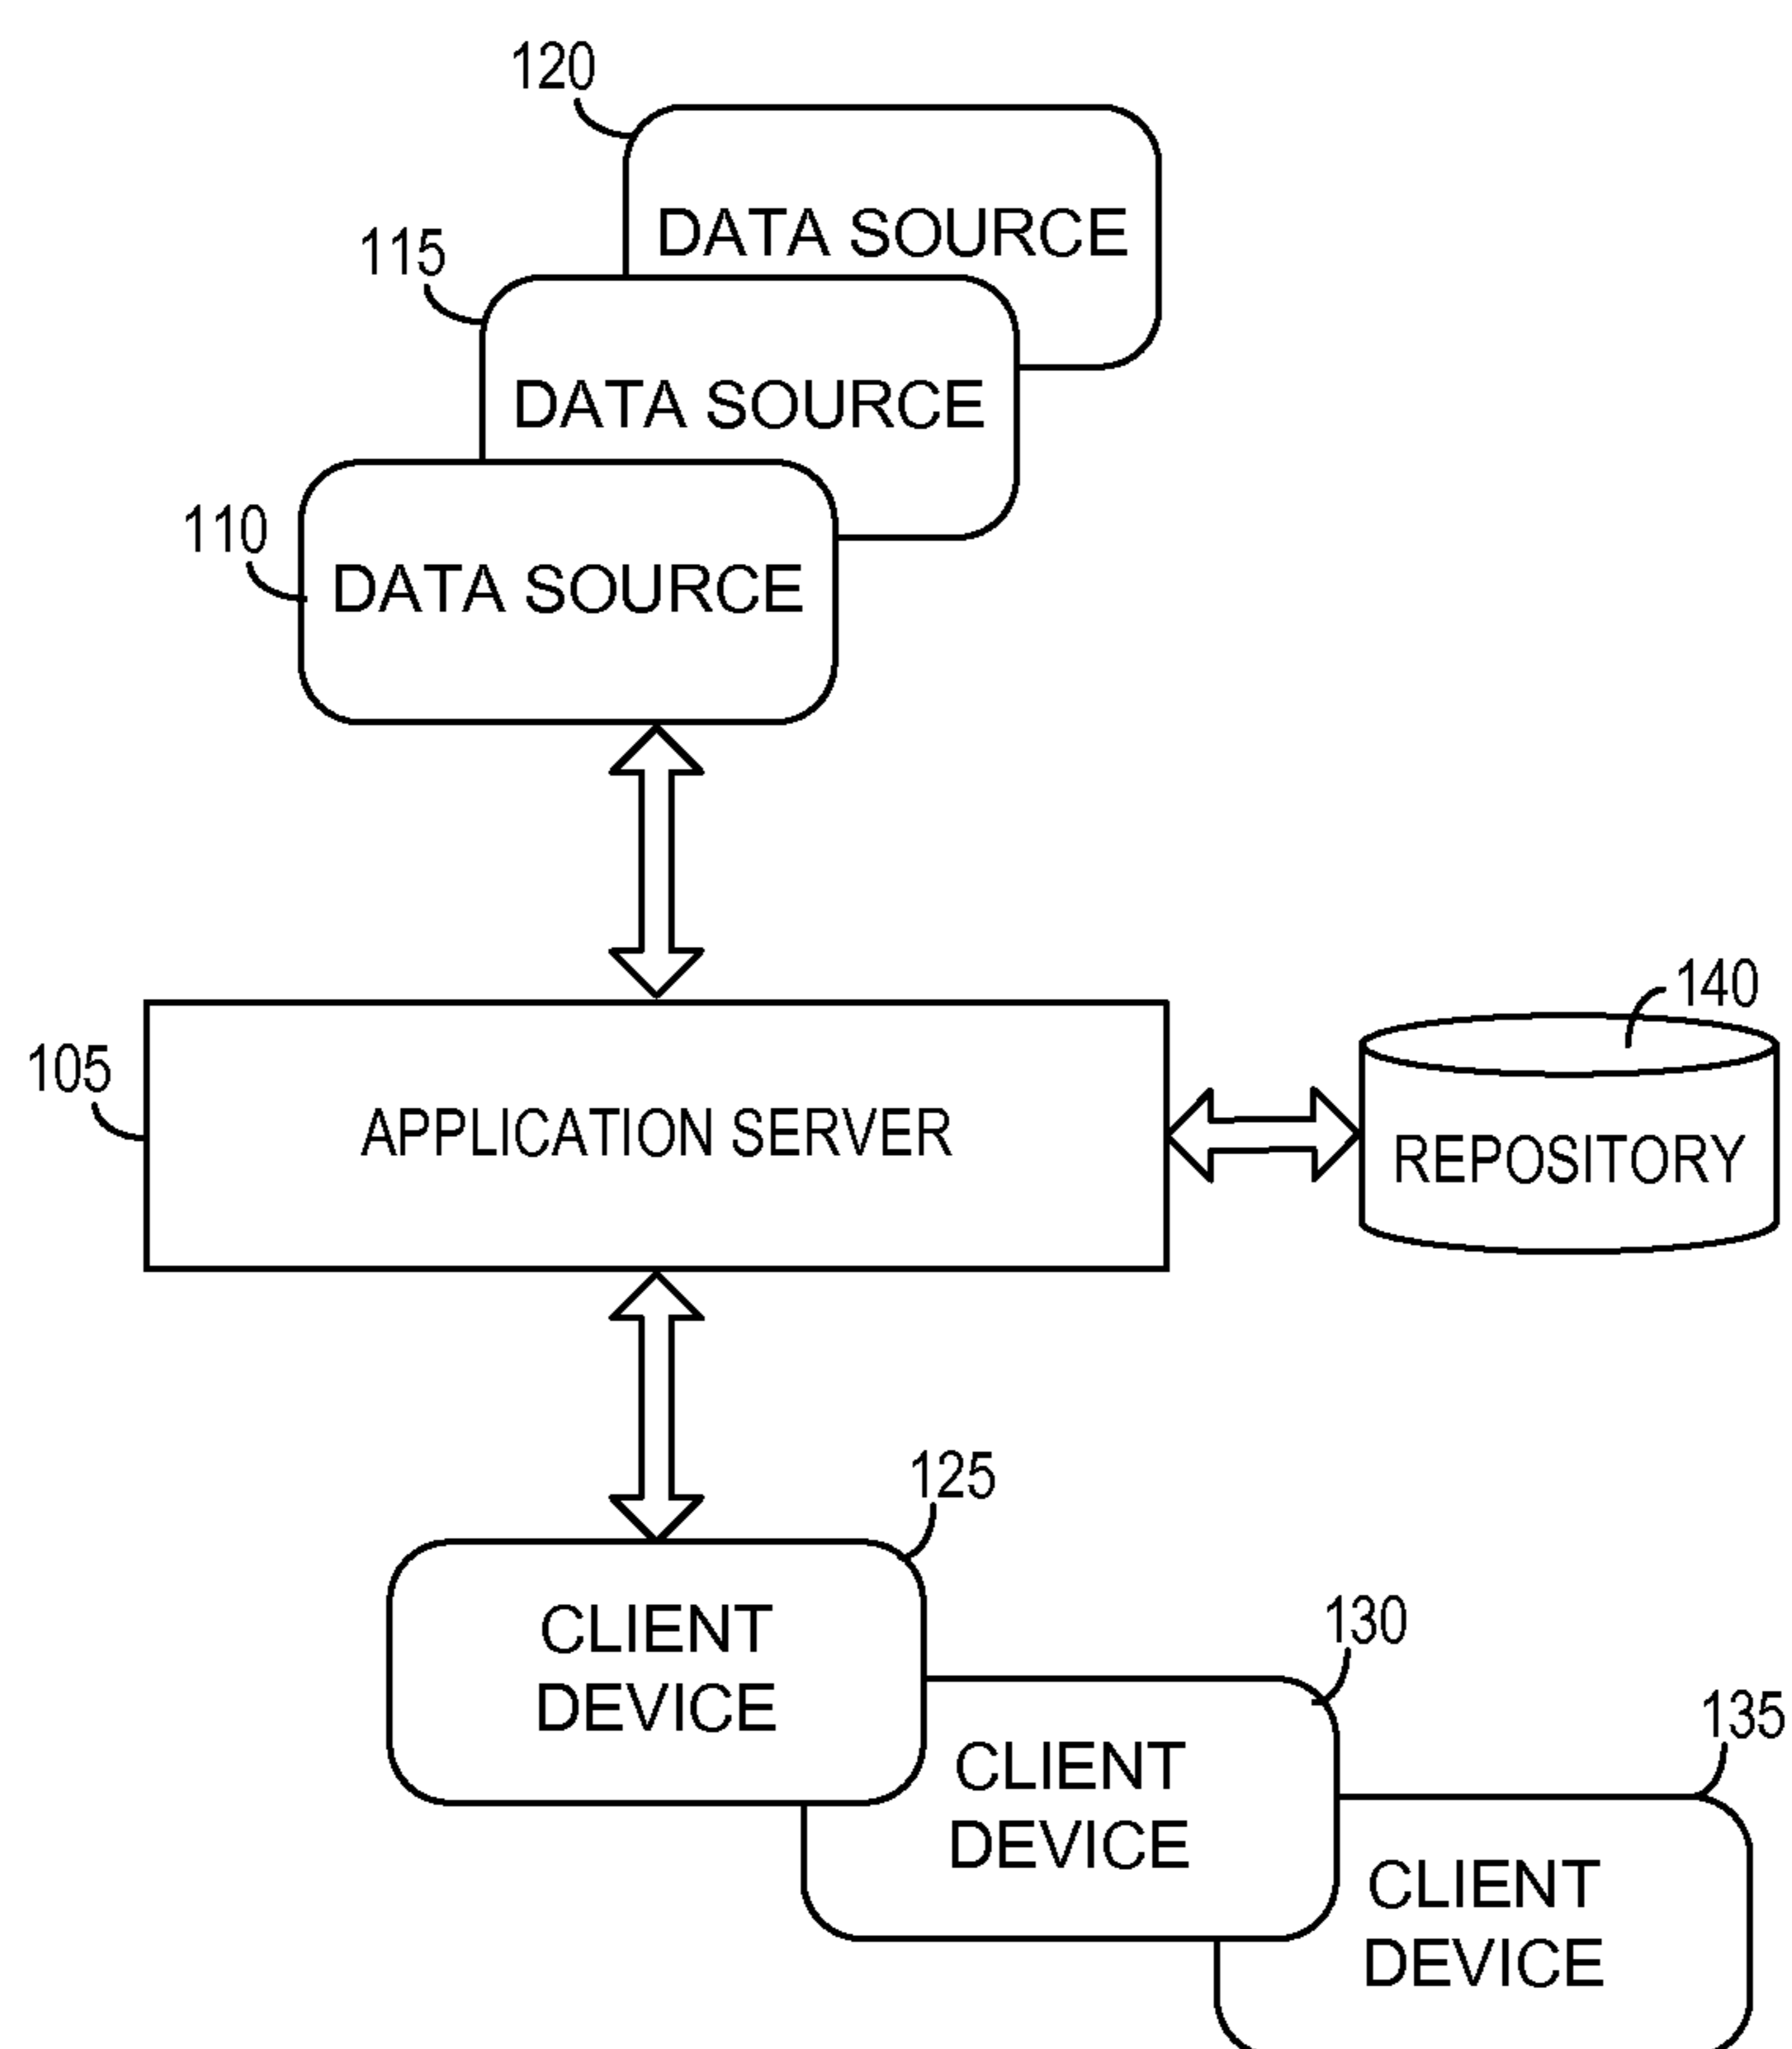 120
DATA SOURCE
115
DATA SOURCE
110
DATA SOURCE
140
105
APPLICATION SERVER
REPOSITORY
125
CLIENT
DEVICE
130
CLIENT
DEVICE
135
CLIENT
DEVICE